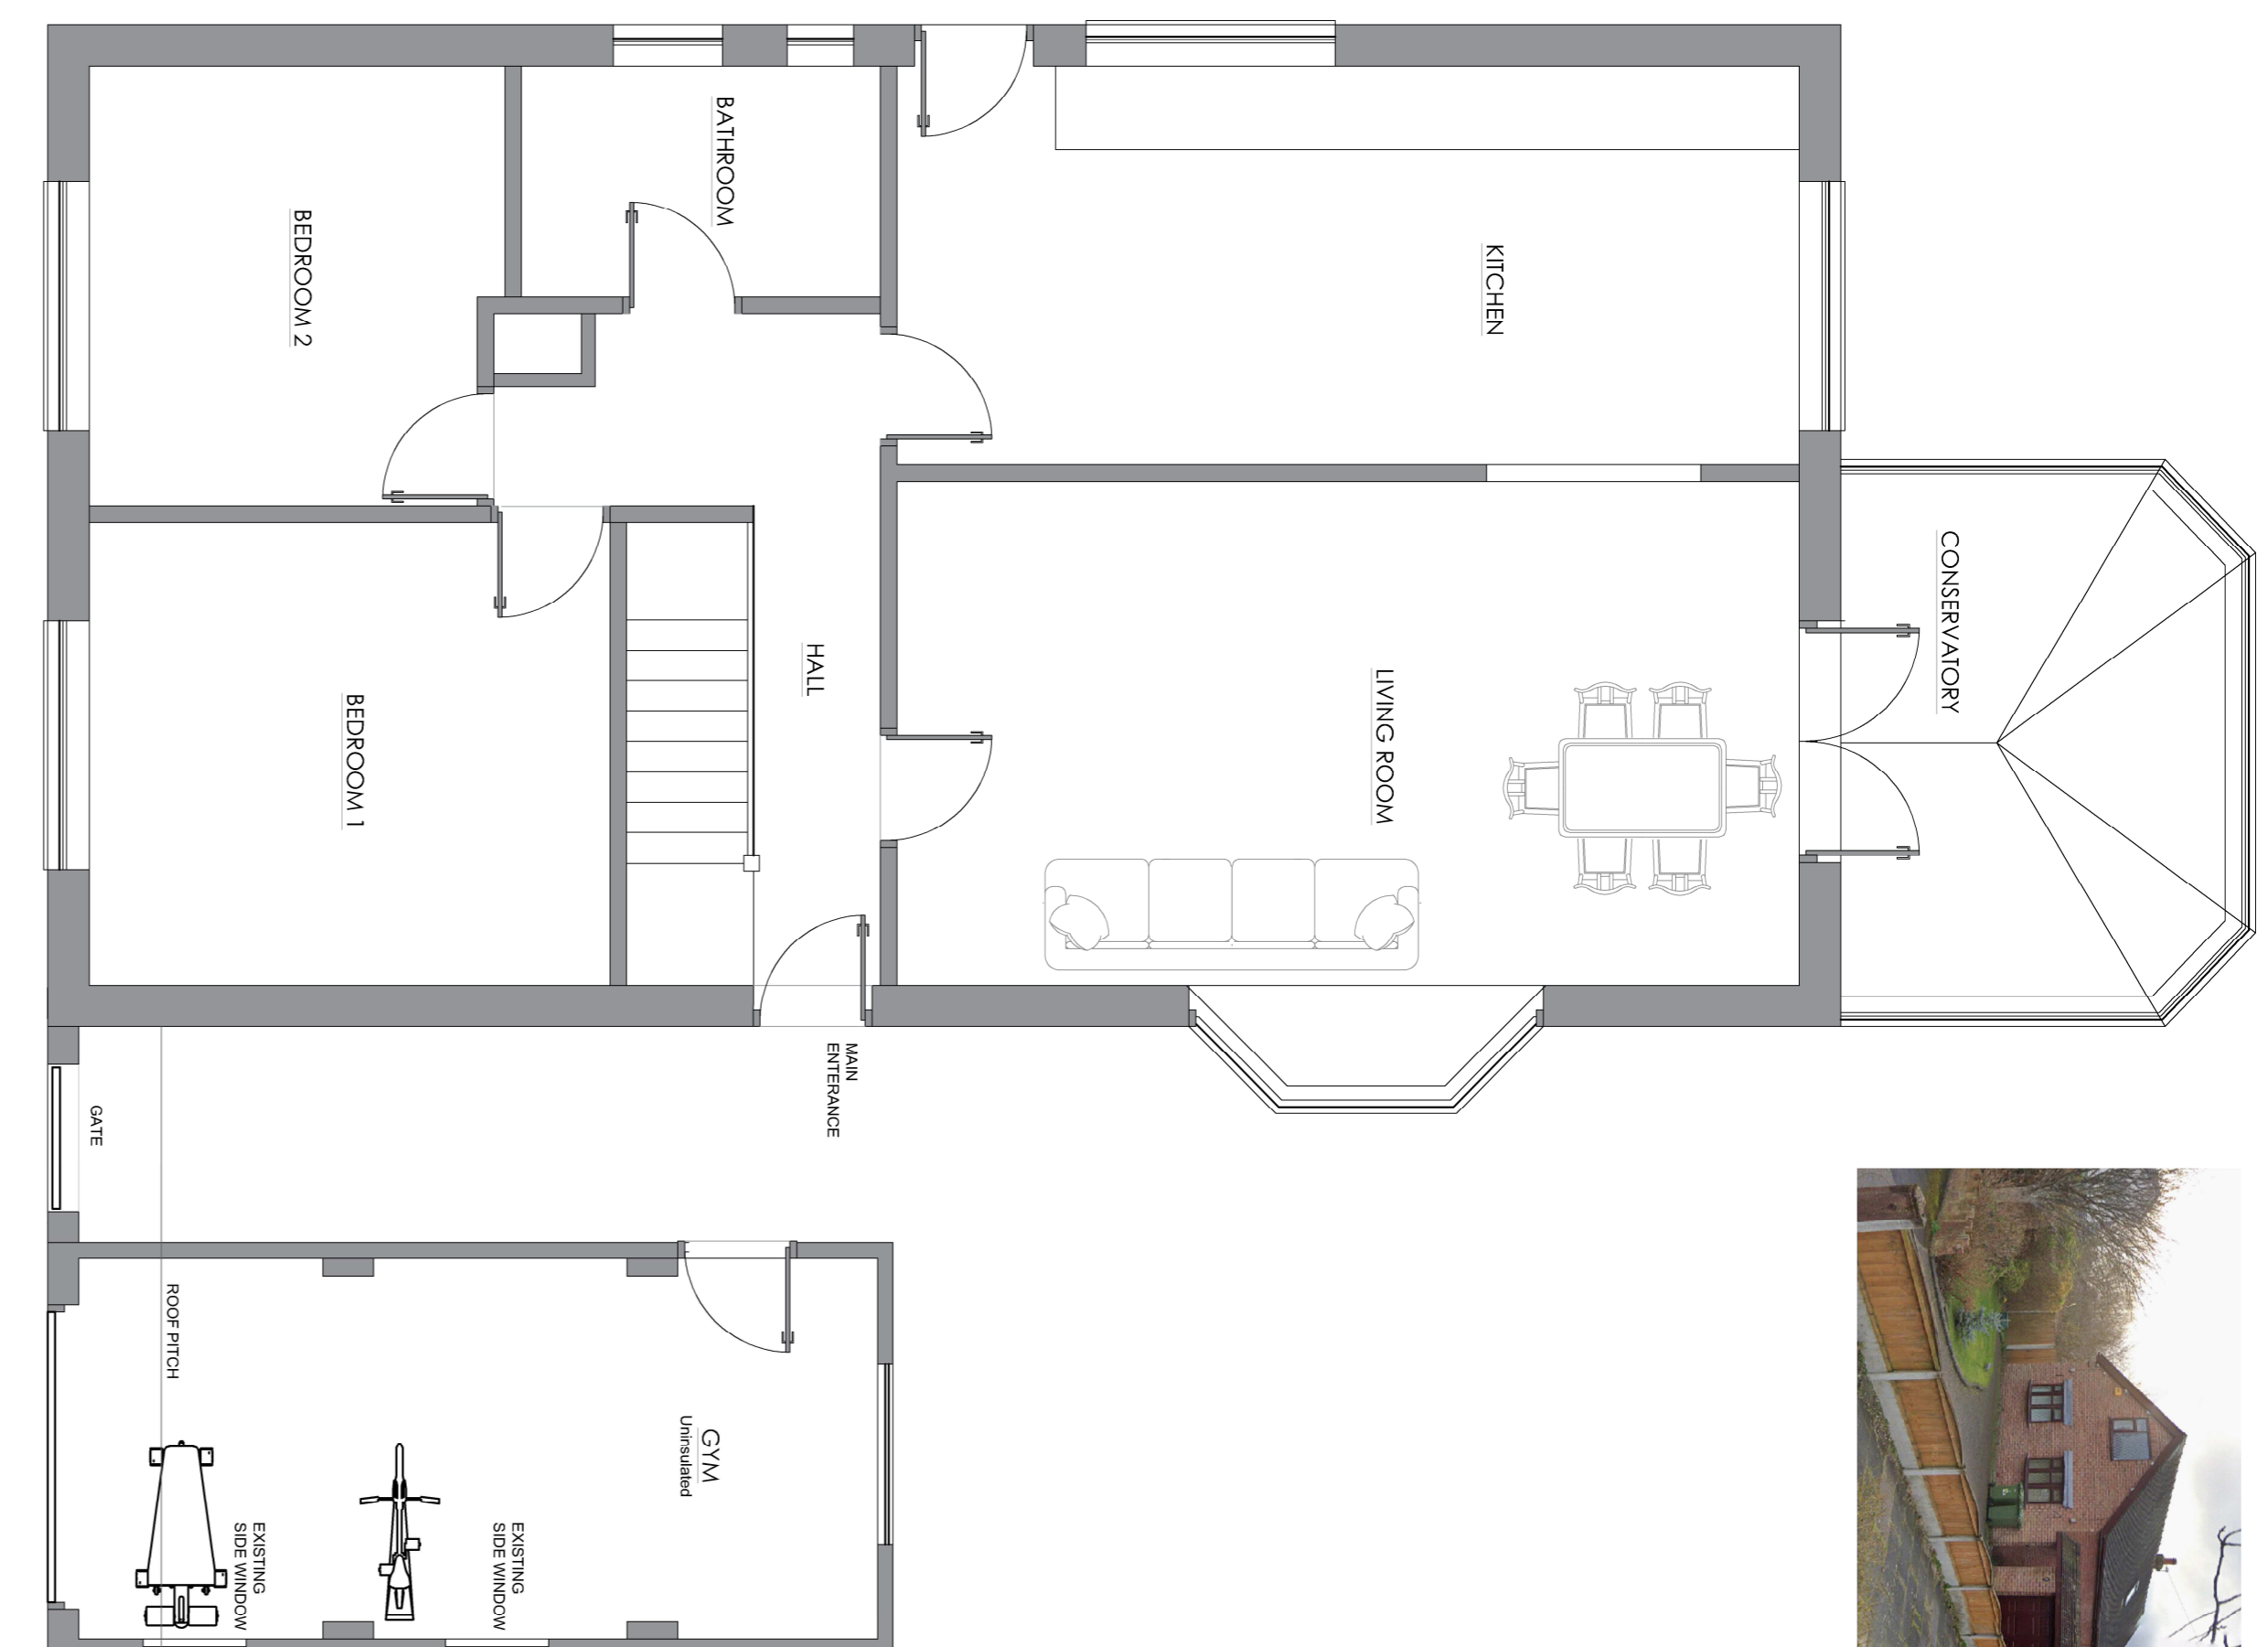 CONSERVATORY
KITCHEN
LIVING ROOM
MAIN
ENTERANCE
HALL
BATHROOM
GYM
Uninsulated
EXISTING
SIDE WINDOW
BEDROOM 1
BEDROOM 2
EXISTING
SIDE WINDOW
ROOF PITCH
GATE